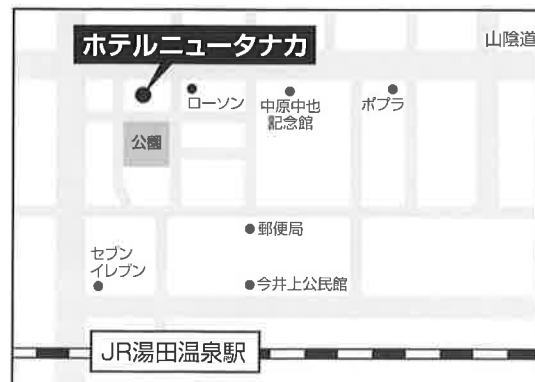 ホテルニュータナカ
山陰道
ローソン
中原中也
記念館
ポプラ
公園
郵便局
セブン
イレブン
今井上公民館
JR湯田温泉駅